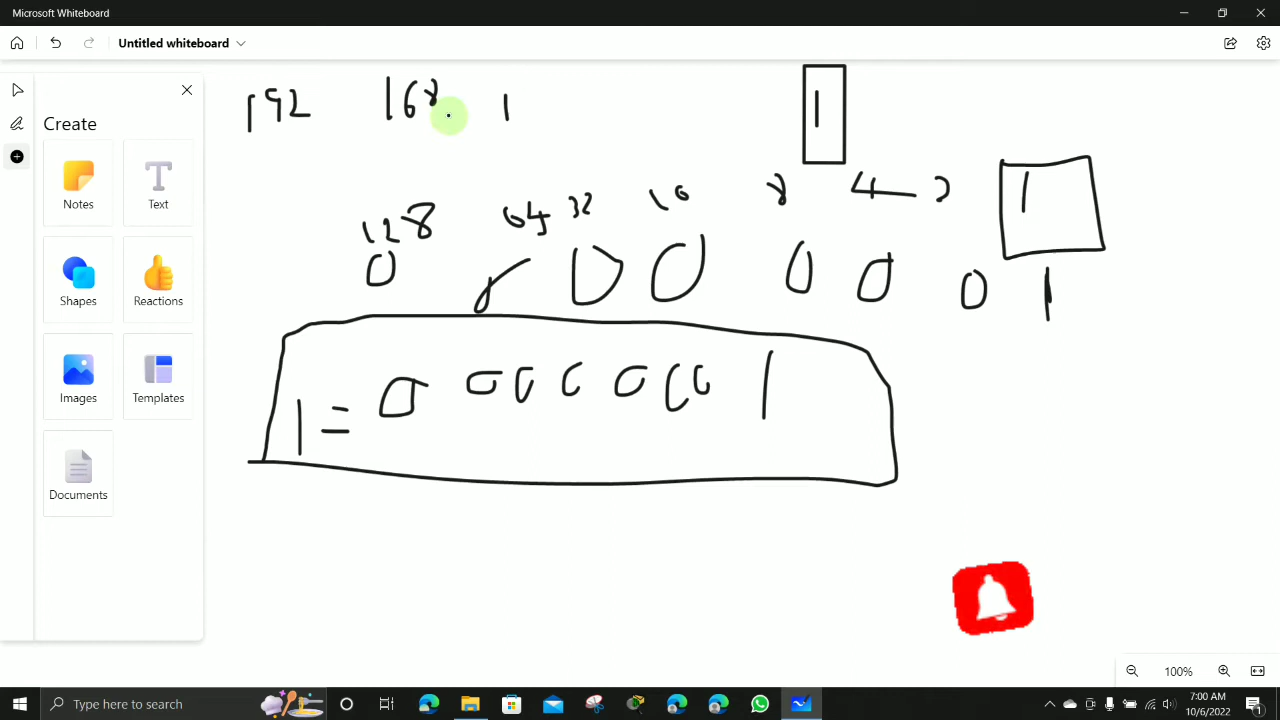 Microsoft Whiteboard
Untitled whiteboard
Create
Notes
Text
Shapes
Reactions
Images
Templates
Documents
192 168 1 1
128 64 32 16 8 4 2 1
0 0 0 0 0 0 1
1 = 0 0 0 0 0 0 0 1
100%
Type here to search
7:00 AM
10/6/2022
1